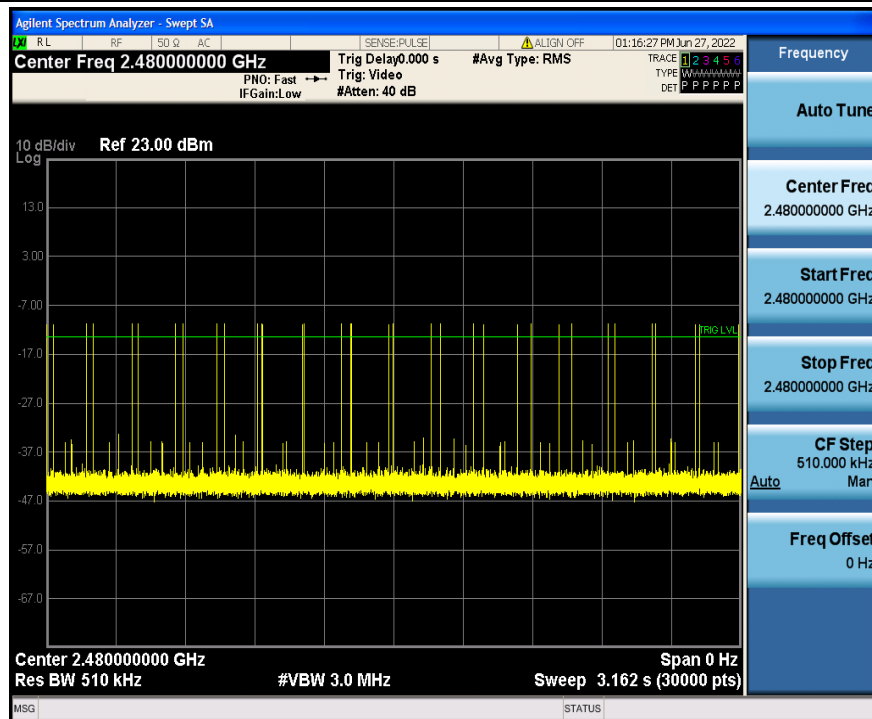 Agilent Spectrum Analyzer - Swept SA
LXI RL RF 50 Ω AC SENSE:PULSE ALIGN OFF 01:16:27 PM Jun 27, 2022
Center Freq 2.480000000 GHz
PNO: Fast
IFGain:Low
Trig Delay0.000 s
Trig: Video
#Atten: 40 dB
#Avg Type: RMS
TRACE 1 2 3 4 5 6
TYPE
DET P P P P P P
10 dB/div Ref 23.00 dBm
Log
13.0
3.00
-7.00
TRIG LVL
-17.0
-27.0
-37.0
-47.0
-57.0
-67.0
Center 2.480000000 GHz Span 0 Hz
Res BW 510 kHz #VBW 3.0 MHz Sweep 3.162 s (30000 pts)
MSG STATUS
Frequency
Auto Tune
Center Freq
2.480000000 GHz
Start Freq
2.480000000 GHz
Stop Freq
2.480000000 GHz
CF Step
510.000 kHz
Auto Man
Freq Offset
0 Hz